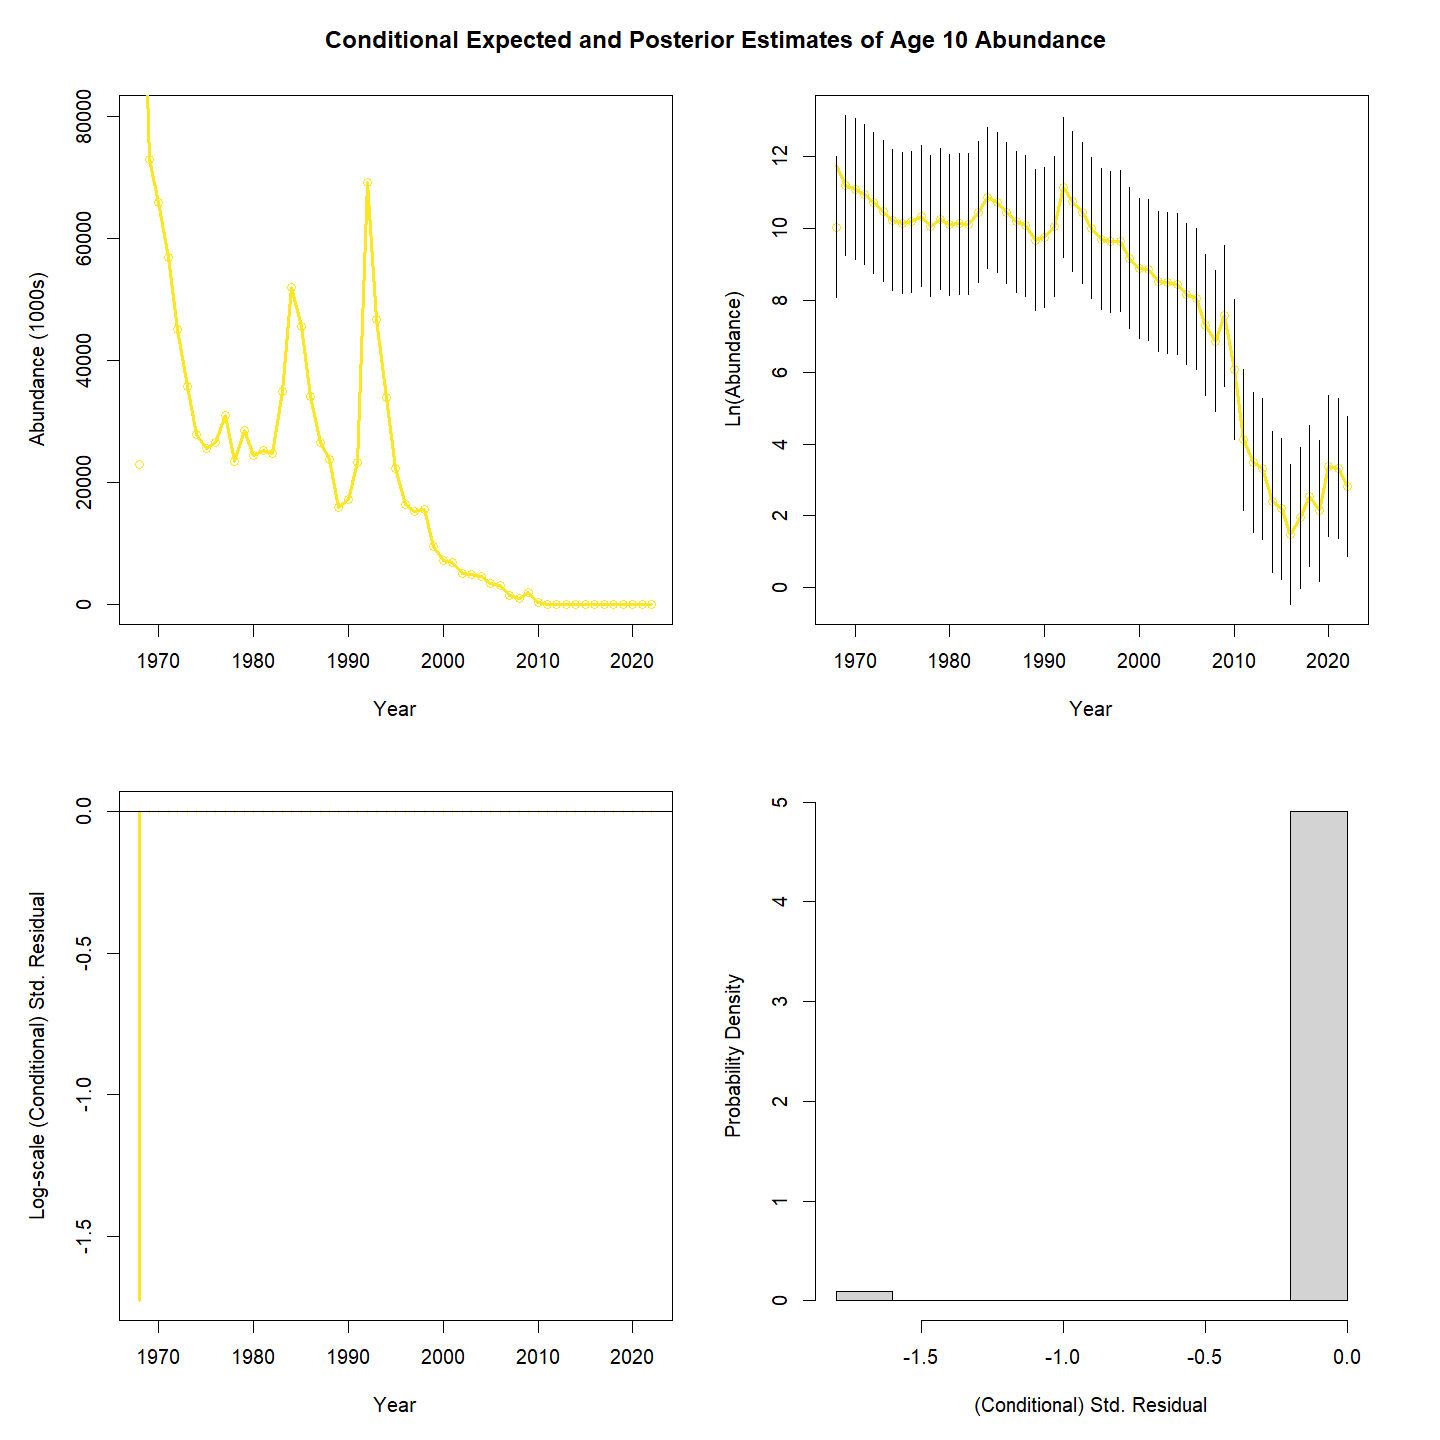 Conditional Expected and Posterior Estimates of Age 10 Abundance
Abundance (1000s)
80000
60000
40000
20000
0
1970 1980 1990 2000 2010 2020
Year
Ln(Abundance)
12
10
8
6
4
2
0
1970 1980 1990 2000 2010 2020
Year
Log-scale (Conditional) Std. Residual
0.0
-0.5
-1.0
-1.5
1970 1980 1990 2000 2010 2020
Year
Probability Density
5
4
3
2
1
0
-1.5 -1.0 -0.5 0.0
(Conditional) Std. Residual